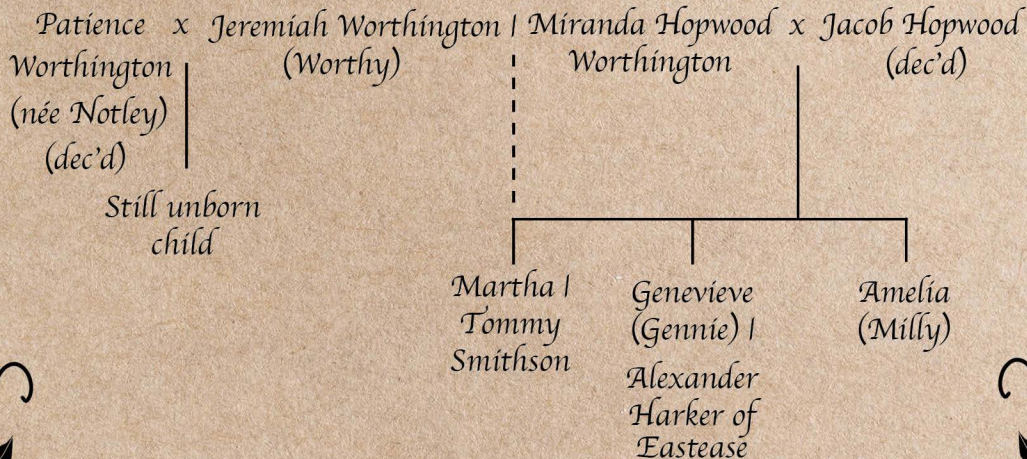 Patience x Jeremiah Worthington | Miranda Hopwood x Jacob Hopwood
Worthington (Worthy) Worthington (dec'd)
(née Notley)
(dec'd)
Still unborn
child
Martha |
Tommy
Smithson
Genevieve
(Gennie) |
Alexander
Harker of
Eastease
Amelia
(Milly)